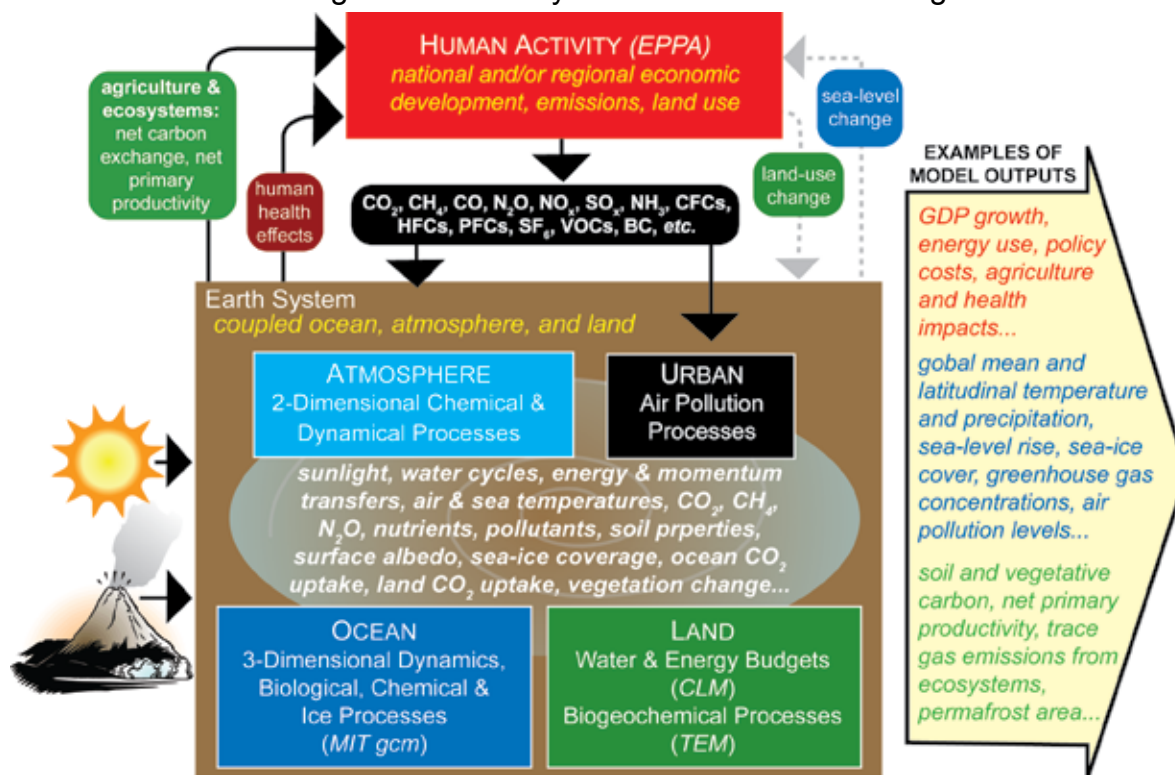 HUMAN ACTIVITY (EPPA)
national and/or regional economic
development, emissions, land use
agriculture &
ecosystems:
net carbon
exchange, net
primary
productivity
human
health
effects
sea-level
change
land-use
change
CO₂, CH₄, CO, N₂O, NOₓ, SOₓ, NH₃, CFCs,
HFCs, PFCs, SF₆, VOCs, BC, etc.
Earth System
coupled ocean, atmosphere, and land
ATMOSPHERE
2-Dimensional Chemical &
Dynamical Processes
URBAN
Air Pollution
Processes
sunlight, water cycles, energy & momentum
transfers, air & sea temperatures, CO₂, CH₄,
N₂O, nutrients, pollutants, soil prperties,
surface albedo, sea-ice coverage, ocean CO₂
uptake, land CO₂ uptake, vegetation change...
OCEAN
3-Dimensional Dynamics,
Biological, Chemical &
Ice Processes
(MIT gcm)
LAND
Water & Energy Budgets
(CLM)
Biogeochemical Processes
(TEM)
EXAMPLES OF
MODEL OUTPUTS
GDP growth,
energy use, policy
costs, agriculture
and health
impacts...
gobal mean and
latitudinal temperature
and precipitation,
sea-level rise, sea-ice
cover, greenhouse gas
concentrations, air
pollution levels...
soil and vegetative
carbon, net primary
productivity, trace
gas emissions from
ecosystems,
permafrost area...